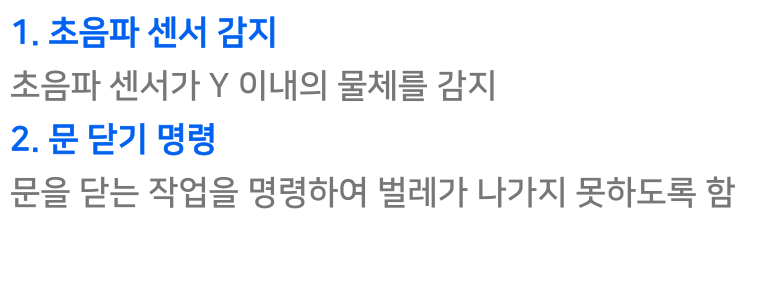 1. 초음파 센서 감지
초음파 센서가 Y 이내의 물체를 감지
2. 문 닫기 명령
문을 닫는 작업을 명령하여 벌레가 나가지 못하도록 함